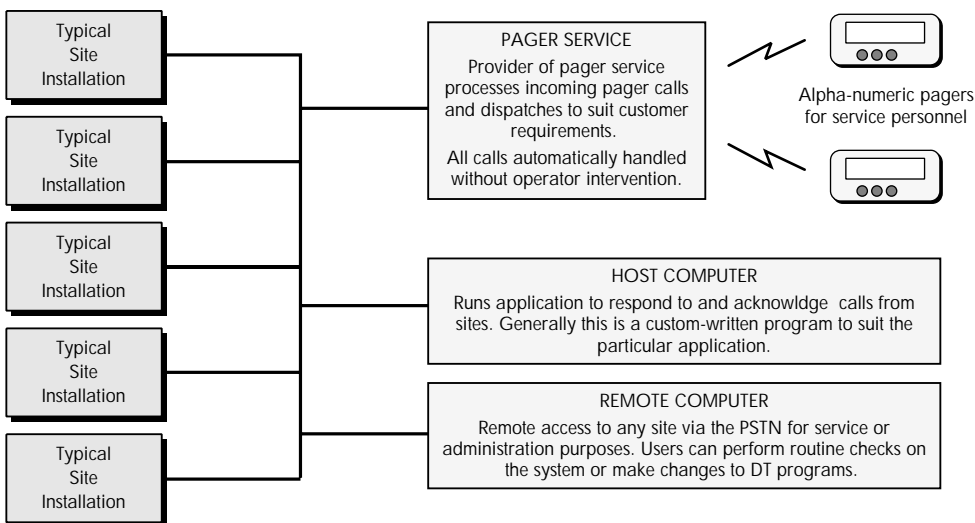 Typical
Site
Installation
Typical
Site
Installation
Typical
Site
Installation
Typical
Site
Installation
Typical
Site
Installation
PAGER SERVICE
Provider of pager service
processes incoming pager calls
and dispatches to suit customer
requirements.
All calls automatically handled
without operator intervention.
Alpha-numeric pagers
for service personnel
HOST COMPUTER
Runs application to respond to and acknowldge calls from
sites. Generally this is a custom-written program to suit the
particular application.
REMOTE COMPUTER
Remote access to any site via the PSTN for service or
administration purposes. Users can perform routine checks on
the system or make changes to DT programs.